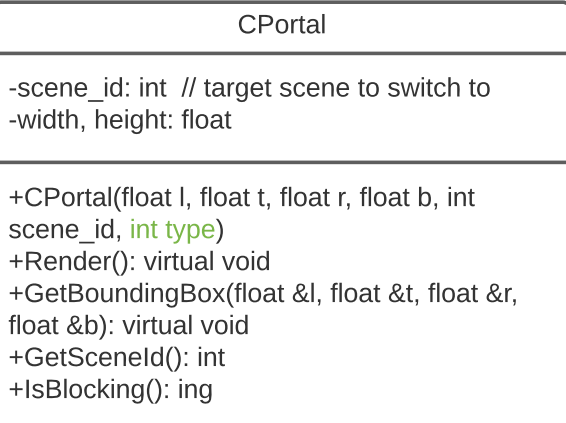 CPortal
-scene_id: int // target scene to switch to
-width, height: float
+CPortal(float l, float t, float r, float b, int
scene_id, int type)
+Render(): virtual void
+GetBoundingBox(float &l, float &t, float &r,
float &b): virtual void
+GetSceneId(): int
+IsBlocking(): ing